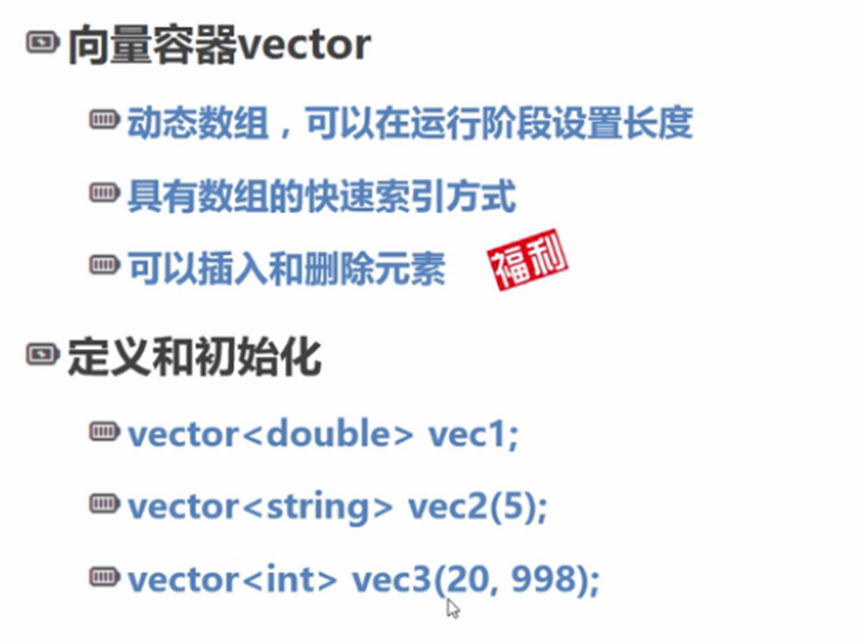 向量容器vector
动态数组，可以在运行阶段设置长度
具有数组的快速索引方式
可以插入和删除元素
福利
定义和初始化
vector<double> vec1;
vector<string> vec2(5);
vector<int> vec3(20, 998);